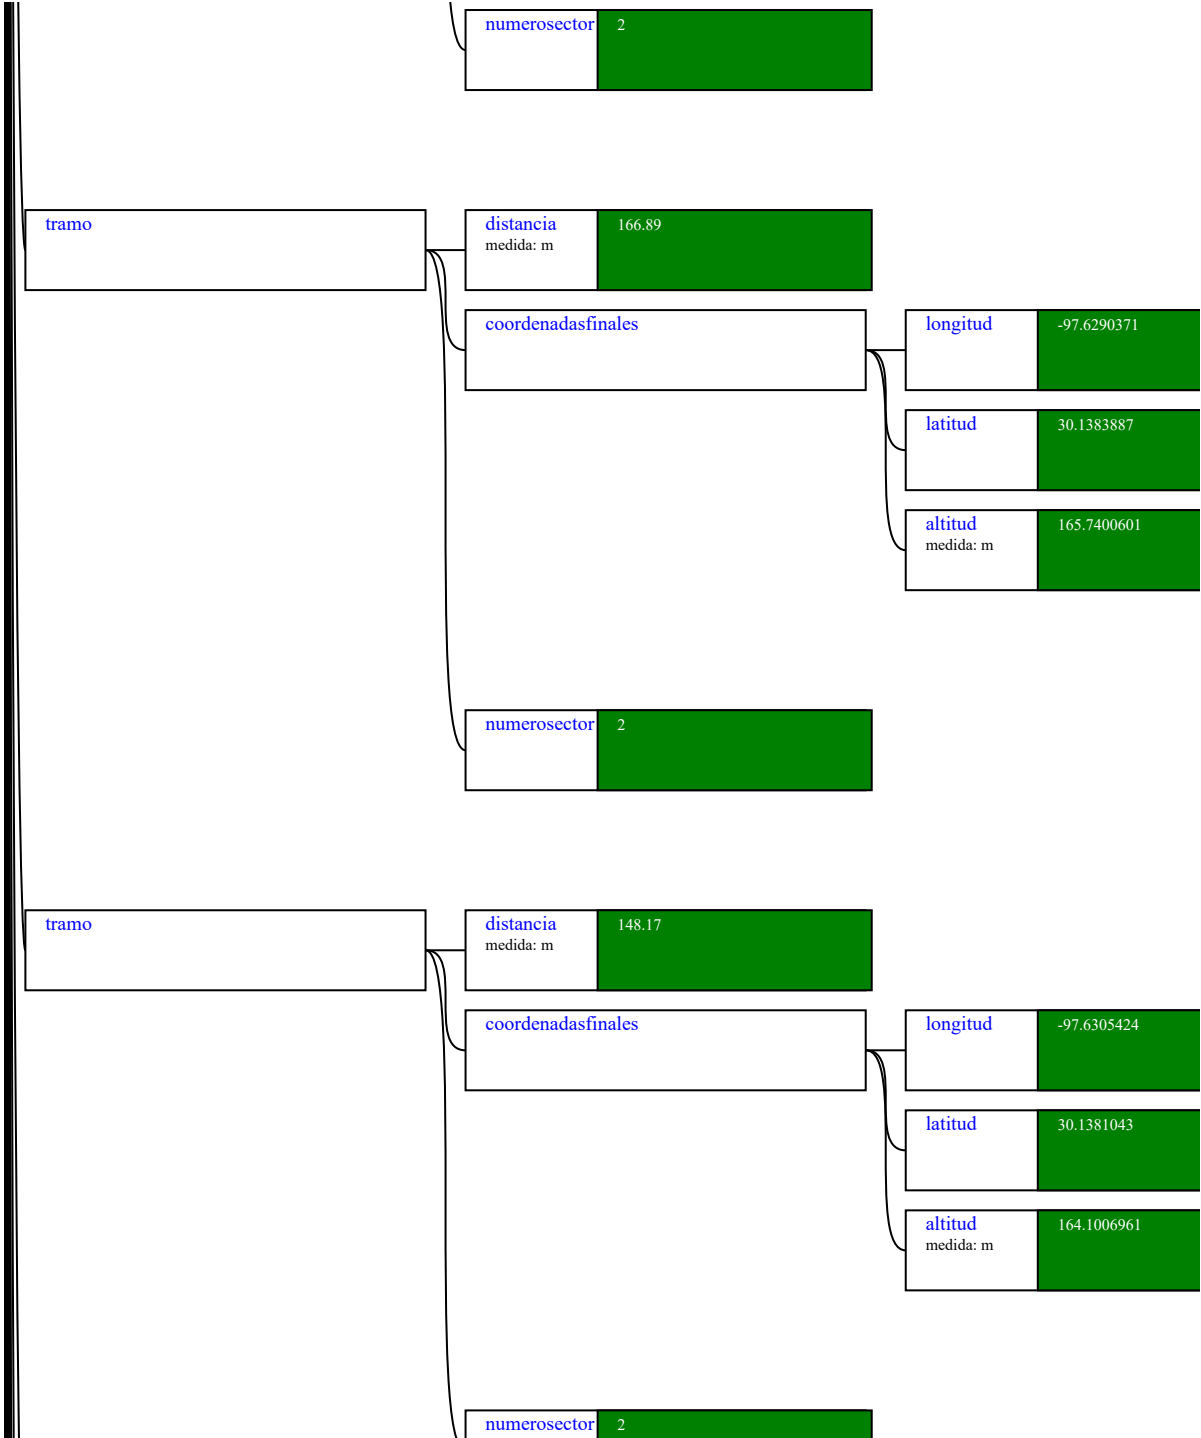 numerosector 2
tramo
distancia 166.89
medida: m
coordenadasfinales
longitud -97.6290371
latitud 30.1383887
altitud 165.7400601
medida: m
numerosector 2
tramo
distancia 148.17
medida: m
coordenadasfinales
longitud -97.6305424
latitud 30.1381043
altitud 164.1006961
medida: m
numerosector 2